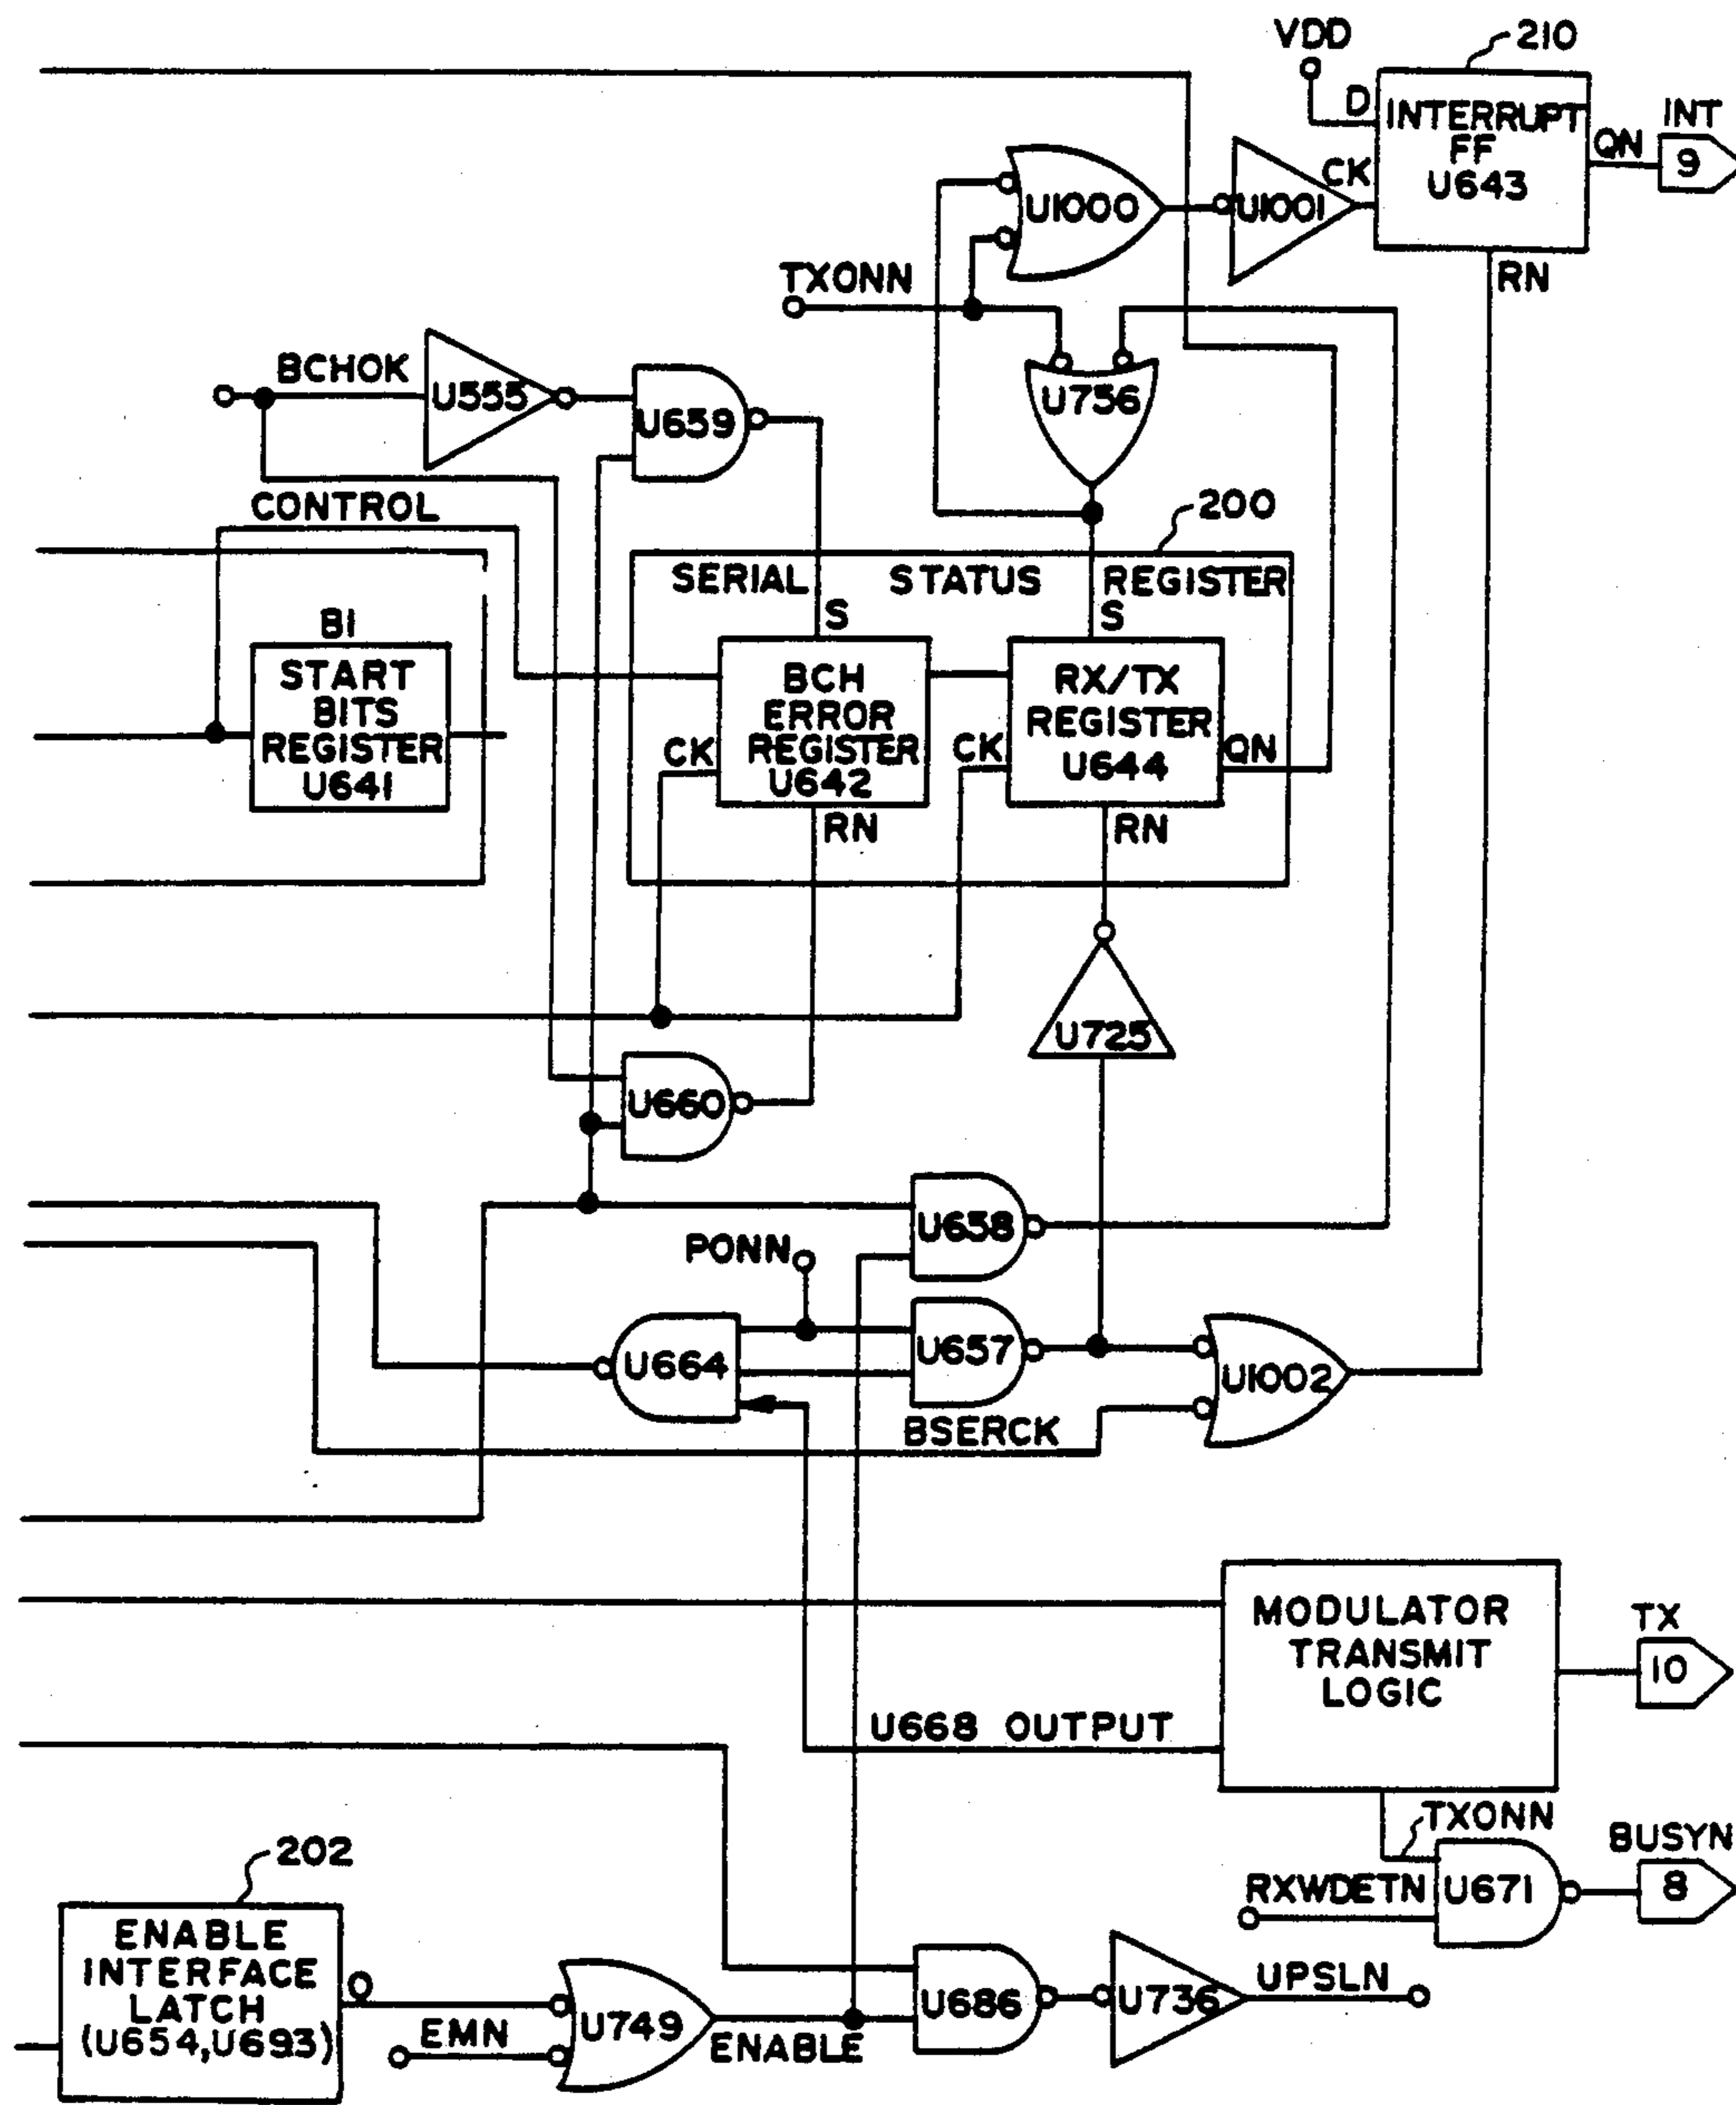 VDD
210
D
INTERRUPT
FF
U643
CK
QN
INT
9
RN
U1000
U1001
TXONN
U756
BCHOK
U555
U659
CONTROL
200
SERIAL STATUS REGISTER
S
S
B1
START
BITS
REGISTER
U641
BCH
ERROR
REGISTER
U642
CK
RN
RX/TX
REGISTER
U644
CK
QN
RN
U725
U660
U658
PONN
U664
U657
U1002
BSERCK
MODULATOR
TRANSMIT
LOGIC
TX
10
U668 OUTPUT
TXONN
RXWDETN
U671
BUSYN
8
202
ENABLE
INTERFACE
LATCH
(U654,U693)
Q
EMN
U749
ENABLE
U686
U736
UPSLN